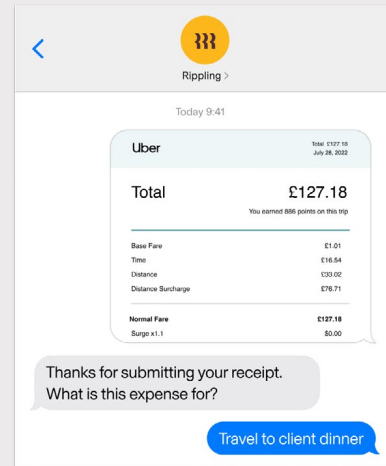 Rippling >
Today 9:41
Uber
Total £127.18
July 28, 2022
Total £127.18
You earned 886 points on this trip
Base Fare £1.01
Time £16.54
Distance £33.02
Distance Surcharge £76.71
Normal Fare £127.18
Surge x1.1 $0.00
Thanks for submitting your receipt.
What is this expense for?
Travel to client dinner